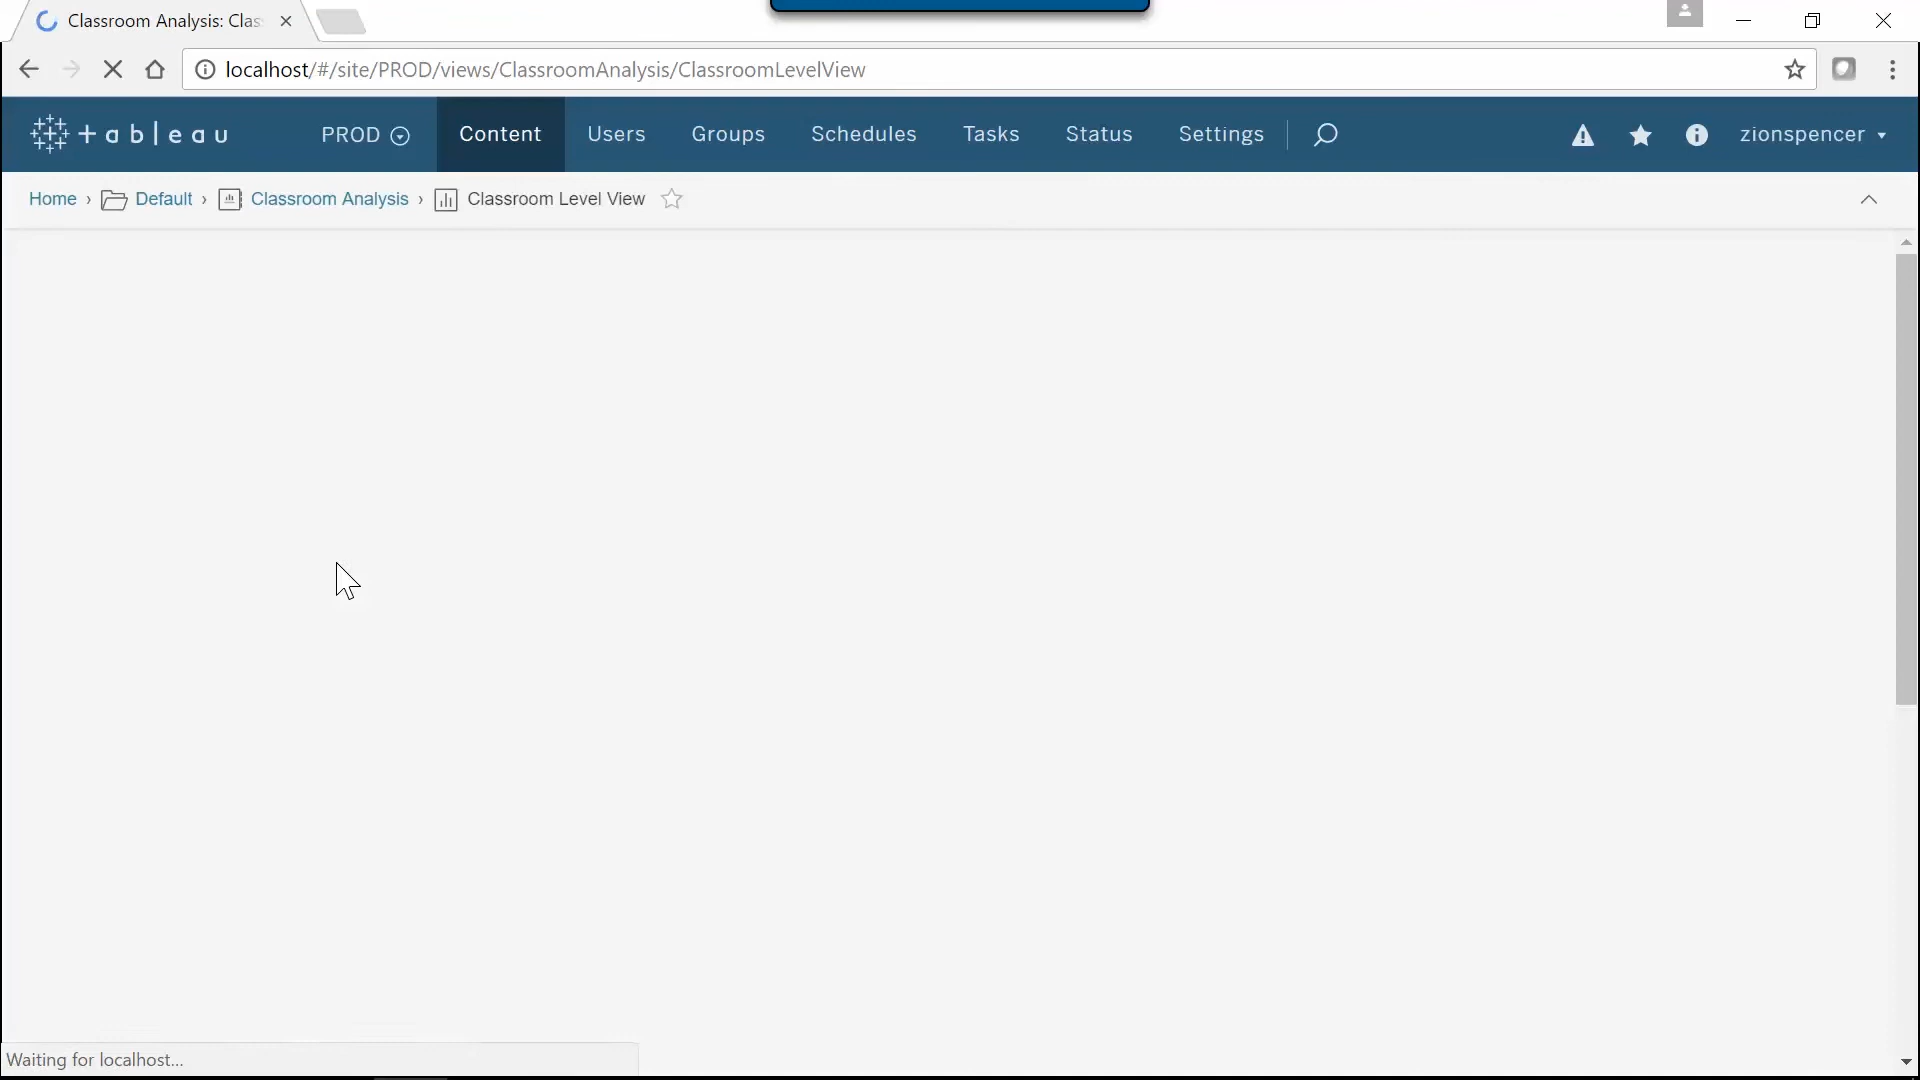 Classroom Analysis: Clas
localhost/#/site/PROD/views/ClassroomAnalysis/ClassroomLevelView
+ableau PROD Content Users Groups Schedules Tasks Status Settings zionspencer
Home › Default › Classroom Analysis › Classroom Level View
Waiting for localhost...